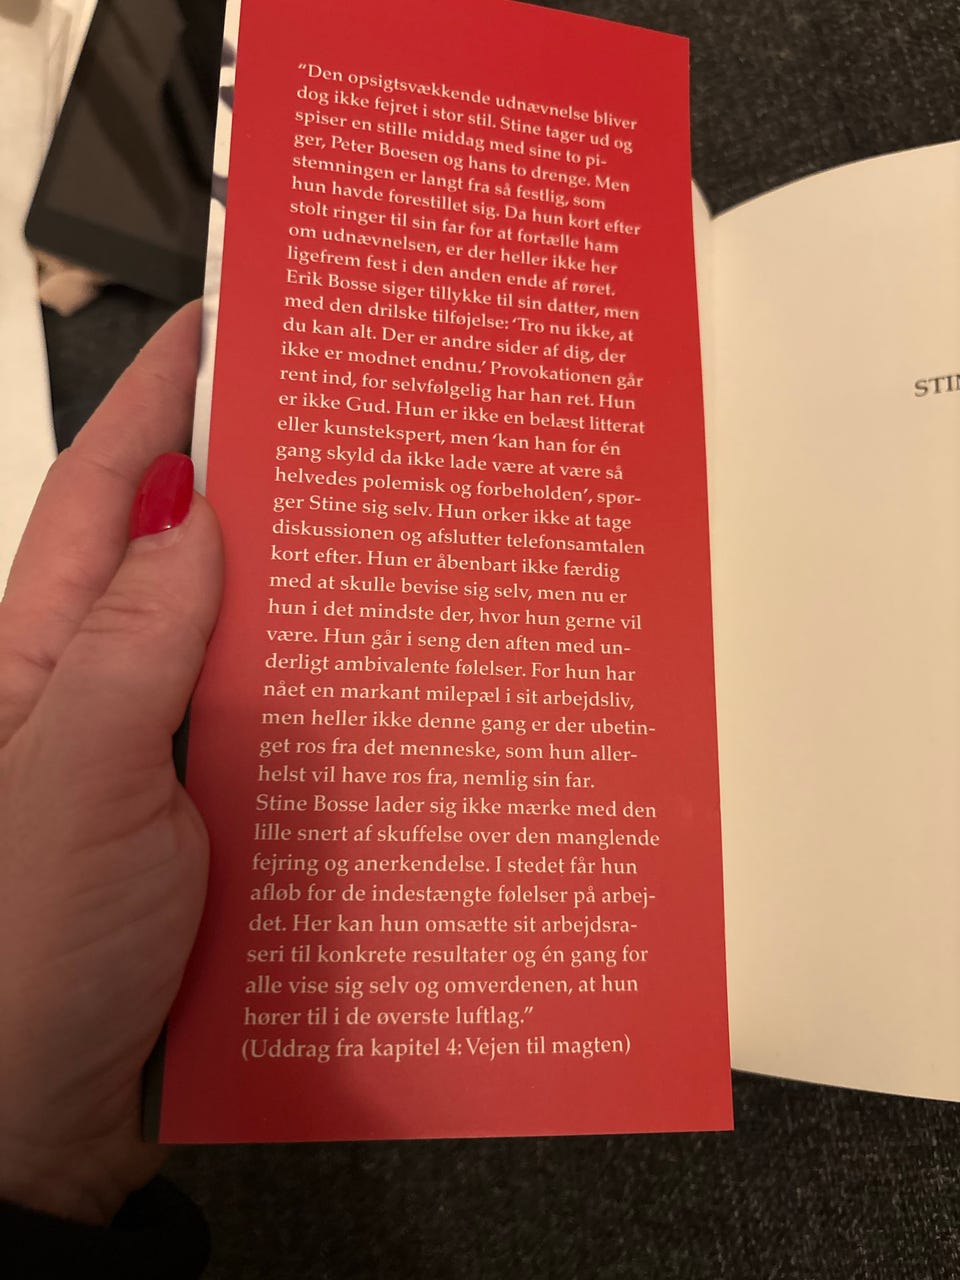 “Den opsigtsvækkende udnævnelse bliver
dog ikke fejret i stor stil. Stine tager ud og
spiser en stille middag med sine to pi-
ger, Peter Boesen og hans to drenge. Men
stemningen er langt fra så festlig, som
hun havde forestillet sig. Da hun kort efter
stolt ringer til sin far for at fortælle ham
om udnævnelsen, er der heller ikke her
ligefrem fest i den anden ende af røret.
Erik Bosse siger tillykke til sin datter, men
med den drilske tilføjelse: ‘Tro nu ikke, at
du kan alt. Der er andre sider af dig, der
ikke er modnet endnu.’ Provokationen går
rent ind, for selvfølgelig har han ret. Hun
er ikke Gud. Hun er ikke en belæst litterat
eller kunstekspert, men ‘kan han for én
gang skyld da ikke lade være at være så
helvedes polemisk og forbeholden’, spør-
ger Stine sig selv. Hun orker ikke at tage
diskussionen og afslutter telefonsamtalen
kort efter. Hun er åbenbart ikke færdig
med at skulle bevise sig selv, men nu er
hun i det mindste der, hvor hun gerne vil
være. Hun går i seng den aften med un-
derligt ambivalente følelser. For hun har
nået en markant milepæl i sit arbejdsliv,
men heller ikke denne gang er der ubetin-
get ros fra det menneske, som hun aller-
helst vil have ros fra, nemlig sin far.
Stine Bosse lader sig ikke mærke med den
lille snert af skuffelse over den manglende
fejring og anerkendelse. I stedet får hun
afløb for de indestængte følelser på arbej-
det. Her kan hun omsætte sit arbejdsra-
seri til konkrete resultater og én gang for
alle vise sig selv og omverdenen, at hun
hører til i de øverste luftlag.”
(Uddrag fra kapitel 4: Vejen til magten)